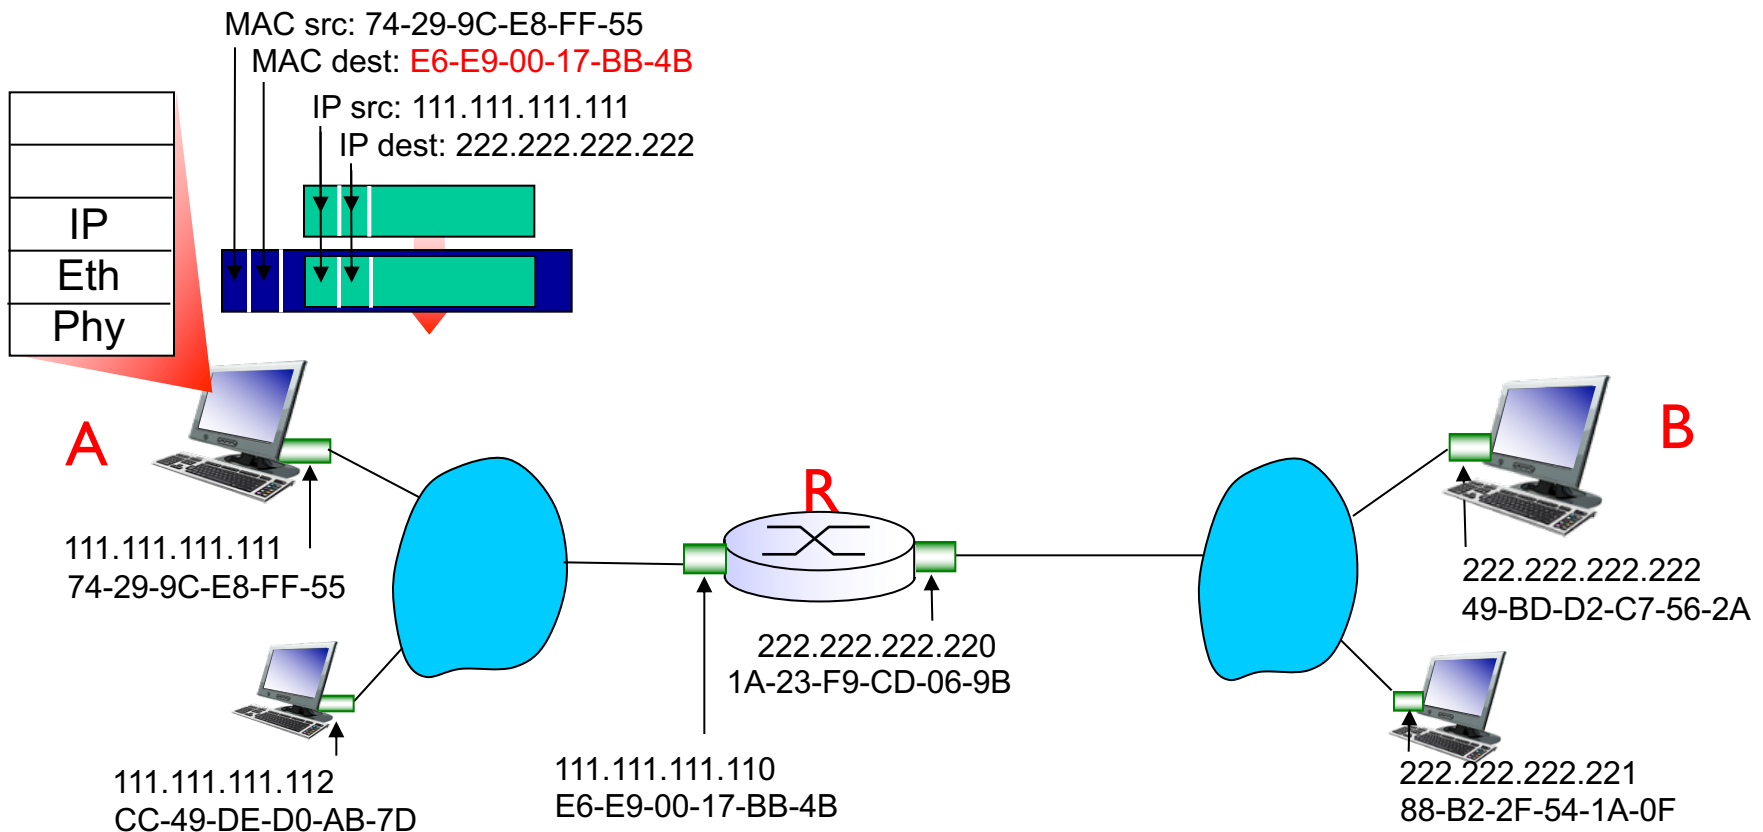 MAC src: 74-29-9C-E8-FF-55
MAC dest: E6-E9-00-17-BB-4B
IP src: 111.111.111.111
IP dest: 222.222.222.222
IP
Eth
Phy
A
R
B
111.111.111.111
74-29-9C-E8-FF-55
222.222.222.222
49-BD-D2-C7-56-2A
222.222.222.220
1A-23-F9-CD-06-9B
111.111.111.112
CC-49-DE-D0-AB-7D
111.111.111.110
E6-E9-00-17-BB-4B
222.222.222.221
88-B2-2F-54-1A-0F